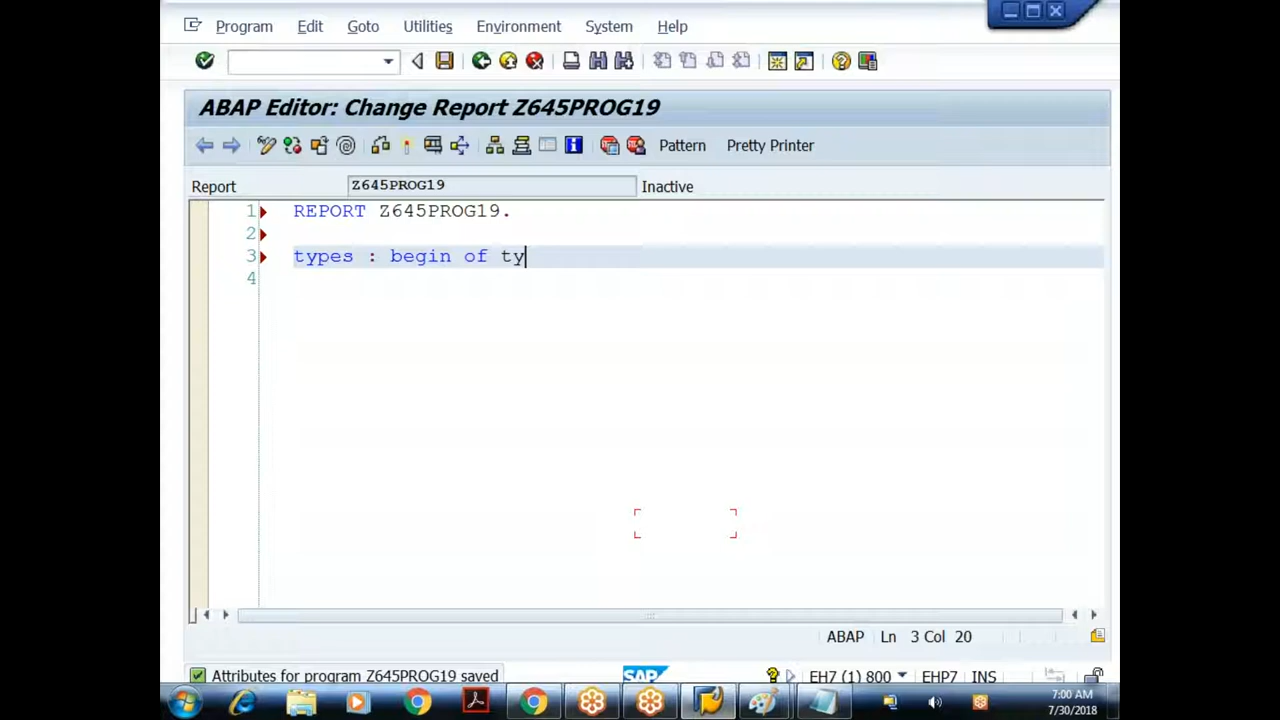 Program Edit Goto Utilities Environment System Help
ABAP Editor: Change Report Z645PROG19
Pattern Pretty Printer
Report Z645PROG19 Inactive
1 REPORT Z645PROG19.
2
3 types : begin of ty
4
ABAP Ln 3 Col 20
Attributes for program Z645PROG19 saved SAP EH7 (1) 800 EHP7 INS
7:00 AM
7/30/2018